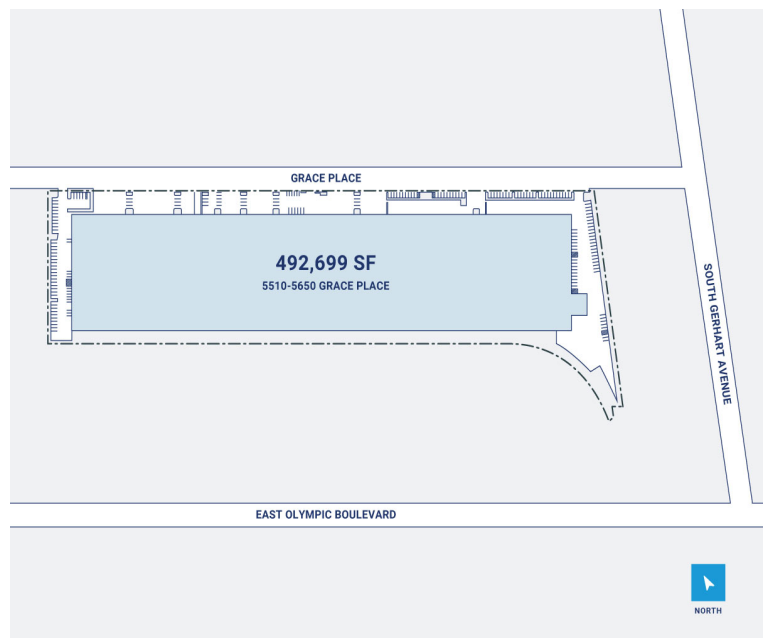 GRACE PLACE
492,699 SF
5510-5650 GRACE PLACE
SOUTH GERHART AVENUE
EAST OLYMPIC BOULEVARD
NORTH